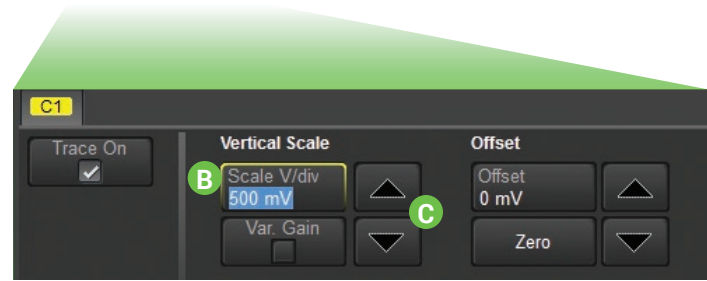 C1
Trace On
Vertical Scale
B
Scale V/div
500 mV
Var. Gain
C
Offset
Offset
0 mV
Zero